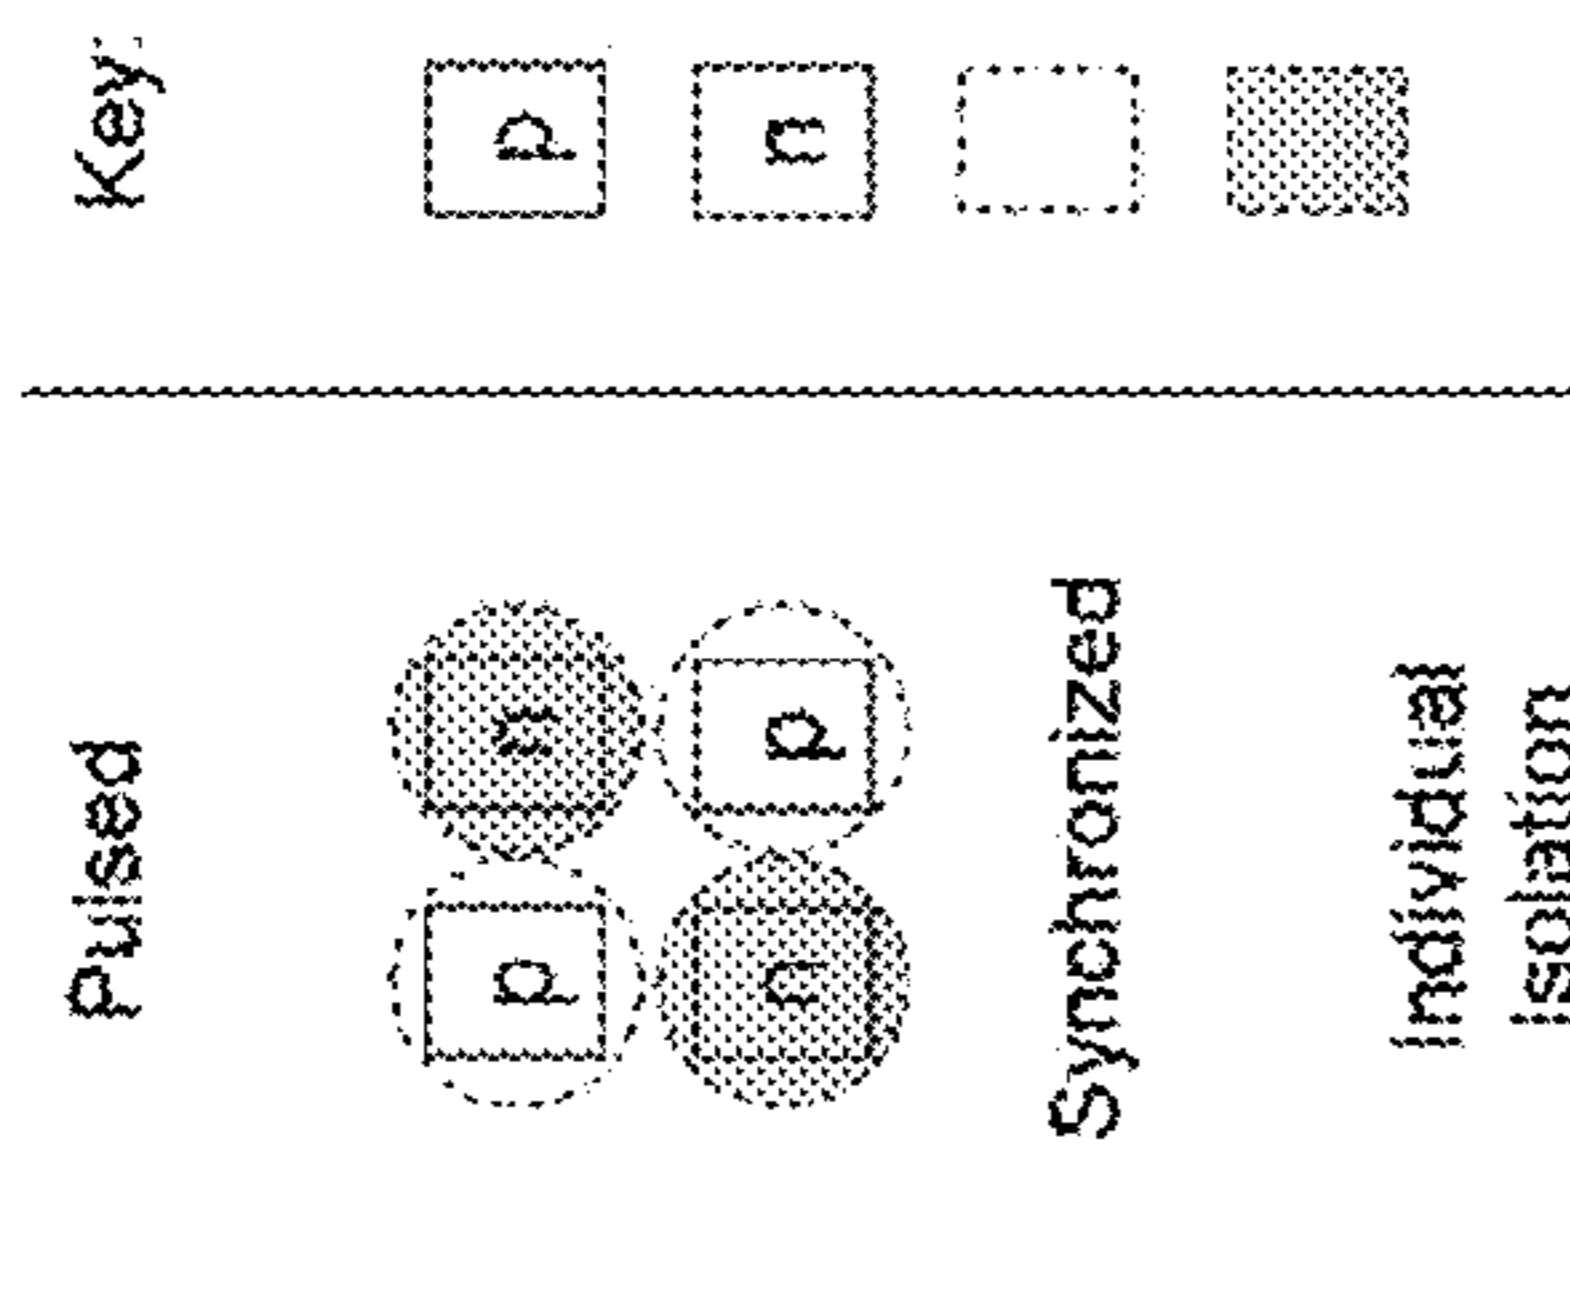 Pulsed
Key:
p n
p
n p
n
Synchronized
Individual
isolation